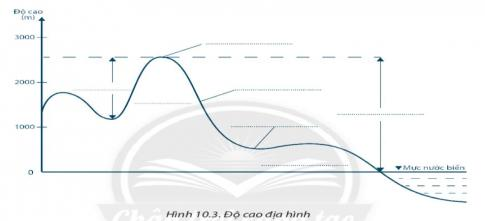 Độ cao
(m)
3000
2000
1000
0
Mực nước biển
Hình 10.3. Độ cao địa hình